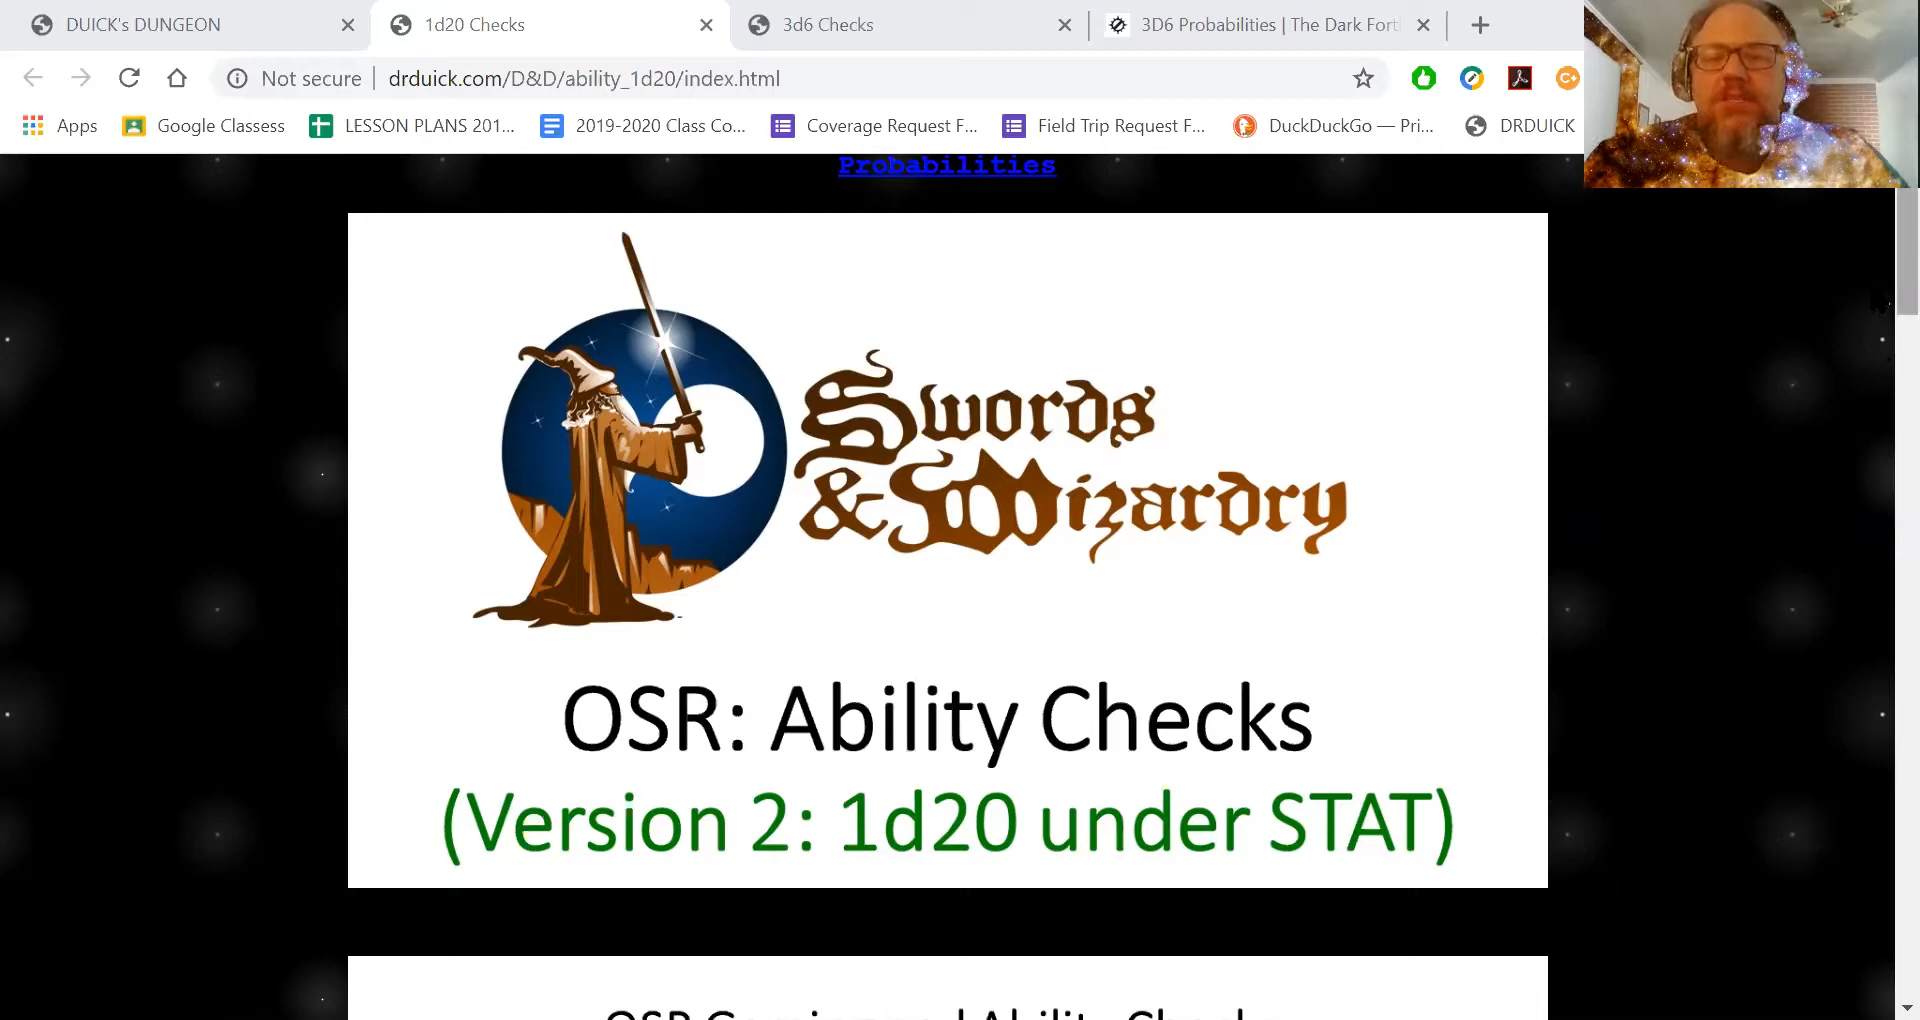 DUICK's DUNGEON
1d20 Checks
3d6 Checks
3D6 Probabilities | The Dark Fort
Not secure | drduick.com/D&D/ability_1d20/index.html
Apps
Google Classess
LESSON PLANS 201...
2019-2020 Class Co...
Coverage Request F...
Field Trip Request F...
DuckDuckGo — Pri...
DRDUICK
Probabilities
Swords
& Wizardry
OSR: Ability Checks
(Version 2: 1d20 under STAT)